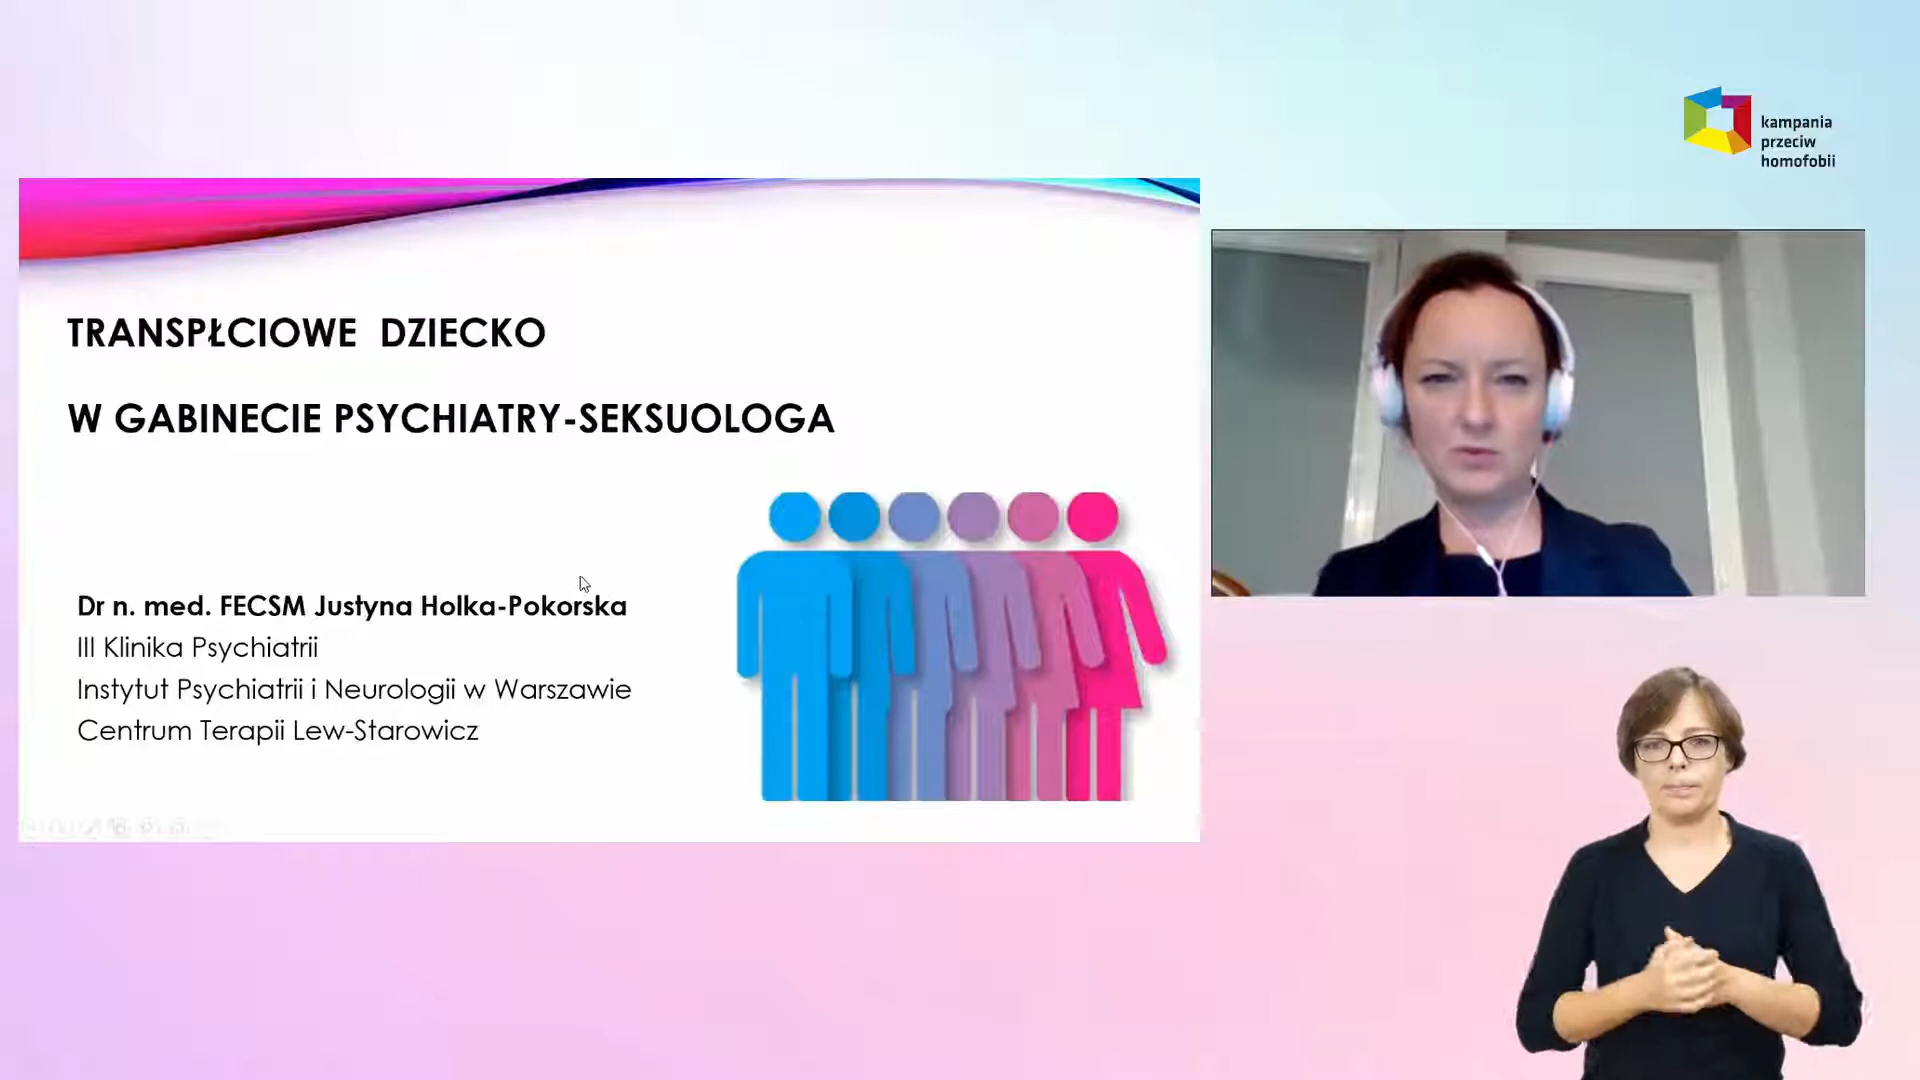 kampania
przeciw
homofobii
TRANSPŁCIOWE DZIECKO
W GABINECIE PSYCHIATRY-SEKSUOLOGA
Dr n. med. FECSM Justyna Holka-Pokorska
III Klinika Psychiatrii
Instytut Psychiatrii i Neurologii w Warszawie
Centrum Terapii Lew-Starowicz